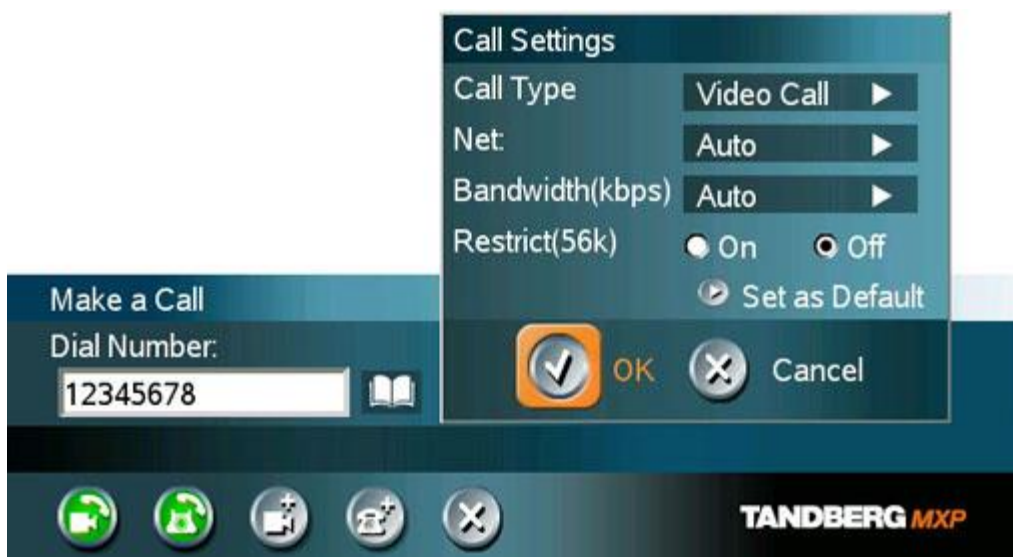 Call Settings
Call Type
Video Call
Net:
Auto
Bandwidth(kbps)
Auto
Restrict(56k)
On
Off
Set as Default
OK
Cancel
Make a Call
Dial Number:
12345678
TANDBERG MXP